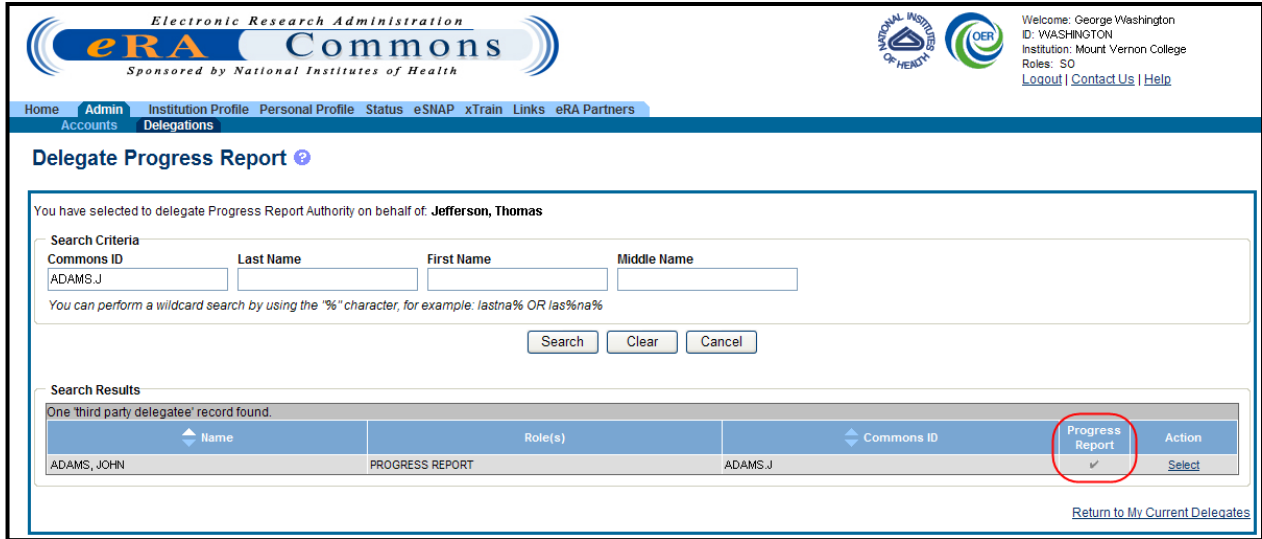 Electronic Research Administration
eRA Commons
Sponsored by National Institutes of Health
NATIONAL INSTITUTES OF HEALTH
OER
Welcome: George Washington
ID: WASHINGTON
Institution: Mount Vernon College
Roles: SO
Logout | Contact Us | Help
Home Admin Institution Profile Personal Profile Status eSNAP xTrain Links eRA Partners
Accounts Delegations
Delegate Progress Report ?
You have selected to delegate Progress Report Authority on behalf of: Jefferson, Thomas
Search Criteria
Commons ID Last Name First Name Middle Name
ADAMS.J
You can perform a wildcard search by using the "%" character, for example: lastna% OR las%na%
Search Clear Cancel
Search Results
One 'third party delegatee' record found.
Name Role(s) Commons ID Progress Report Action
ADAMS, JOHN PROGRESS REPORT ADAMS.J ✔ Select
Return to My Current Delegates